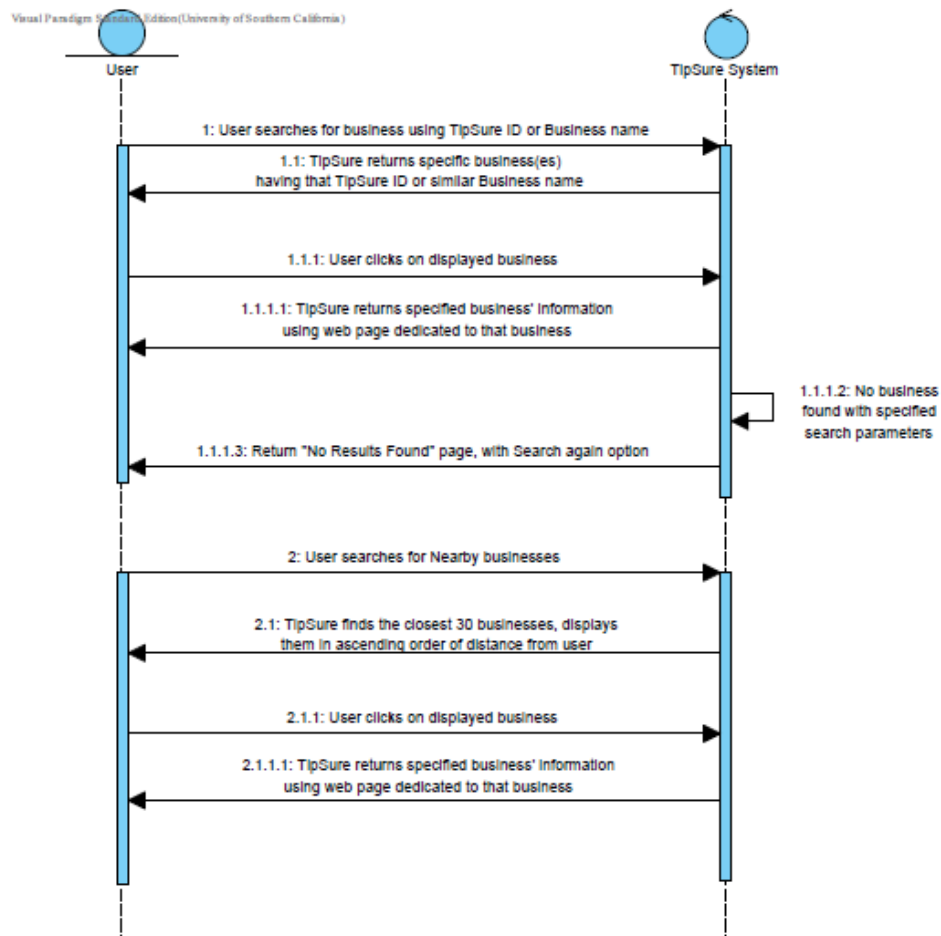 Visual Paradigm Standard Edition(University of Southern California)
User
TipSure System
1: User searches for business using TipSure ID or Business name
1.1: TipSure returns specific business(es)
having that TipSure ID or similar Business name
1.1.1: User clicks on displayed business
1.1.1.1: TipSure returns specified business' information
using web page dedicated to that business
1.1.1.2: No business
found with specified
search parameters
1.1.1.3: Return "No Results Found" page, with Search again option
2: User searches for Nearby businesses
2.1: TipSure finds the closest 30 businesses, displays
them in ascending order of distance from user
2.1.1: User clicks on displayed business
2.1.1.1: TipSure returns specified business' information
using web page dedicated to that business